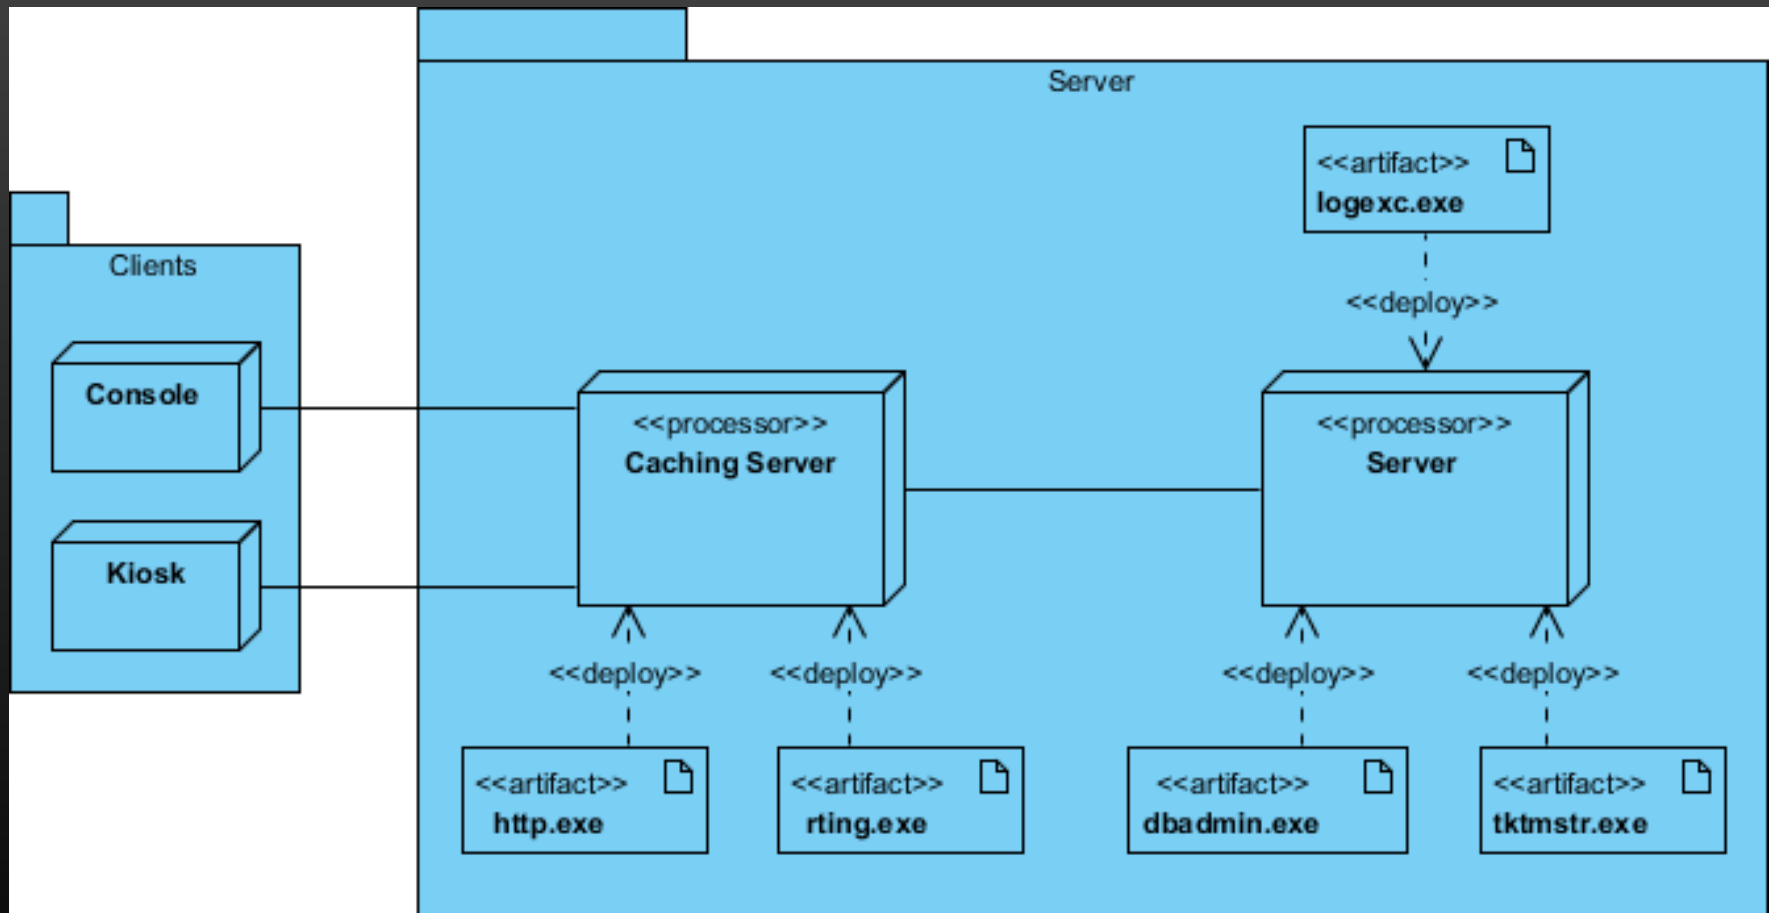 Server
<<artifact>>
logexc.exe
<<deploy>>
Clients
Console
Kiosk
<<processor>>
Caching Server
<<processor>>
Server
<<deploy>>
<<deploy>>
<<deploy>>
<<deploy>>
<<artifact>>
http.exe
<<artifact>>
rting.exe
<<artifact>>
dbadmin.exe
<<artifact>>
tktmstr.exe